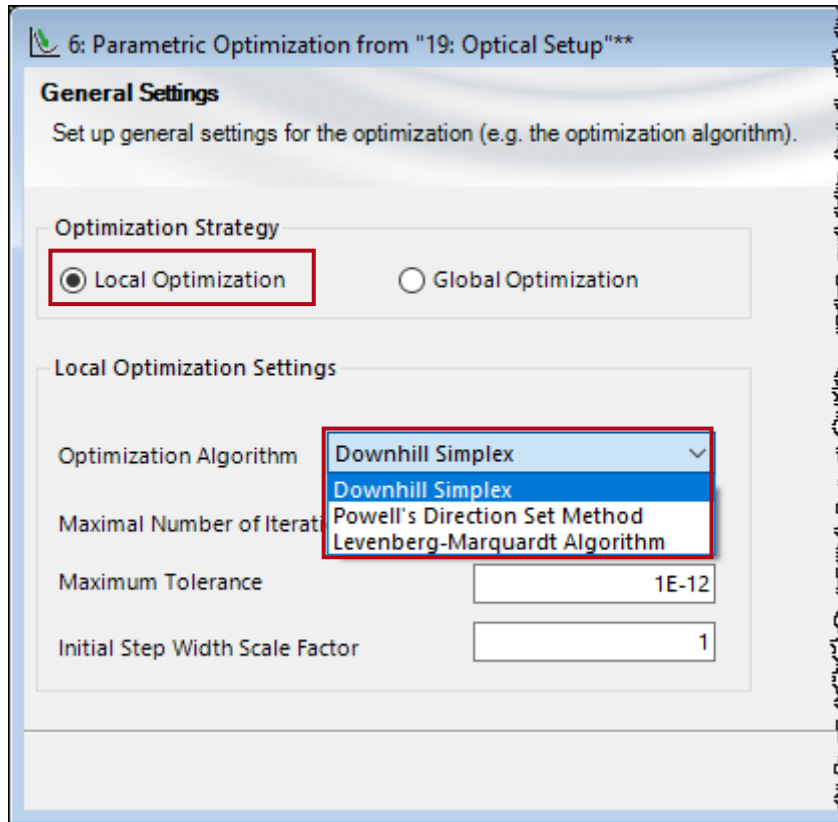 6: Parametric Optimization from "19: Optical Setup"**
General Settings
Set up general settings for the optimization (e.g. the optimization algorithm).
Optimization Strategy
Local Optimization Global Optimization
Local Optimization Settings
Optimization Algorithm Downhill Simplex
Downhill Simplex
Maximal Number of Iterati Powell's Direction Set Method
Levenberg-Marquardt Algorithm
Maximum Tolerance 1E-12
Initial Step Width Scale Factor 1